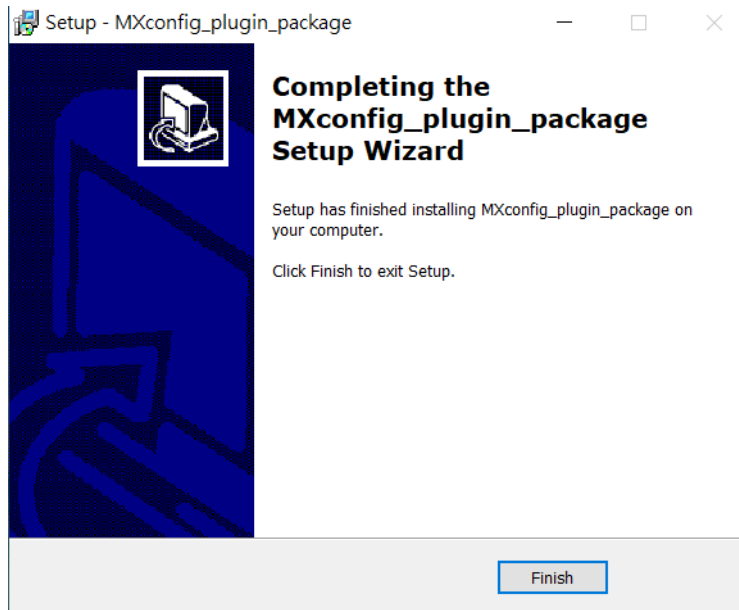 Setup - MXconfig_plugin_package
Completing the
MXconfig_plugin_package
Setup Wizard
Setup has finished installing MXconfig_plugin_package on
your computer.
Click Finish to exit Setup.
Finish